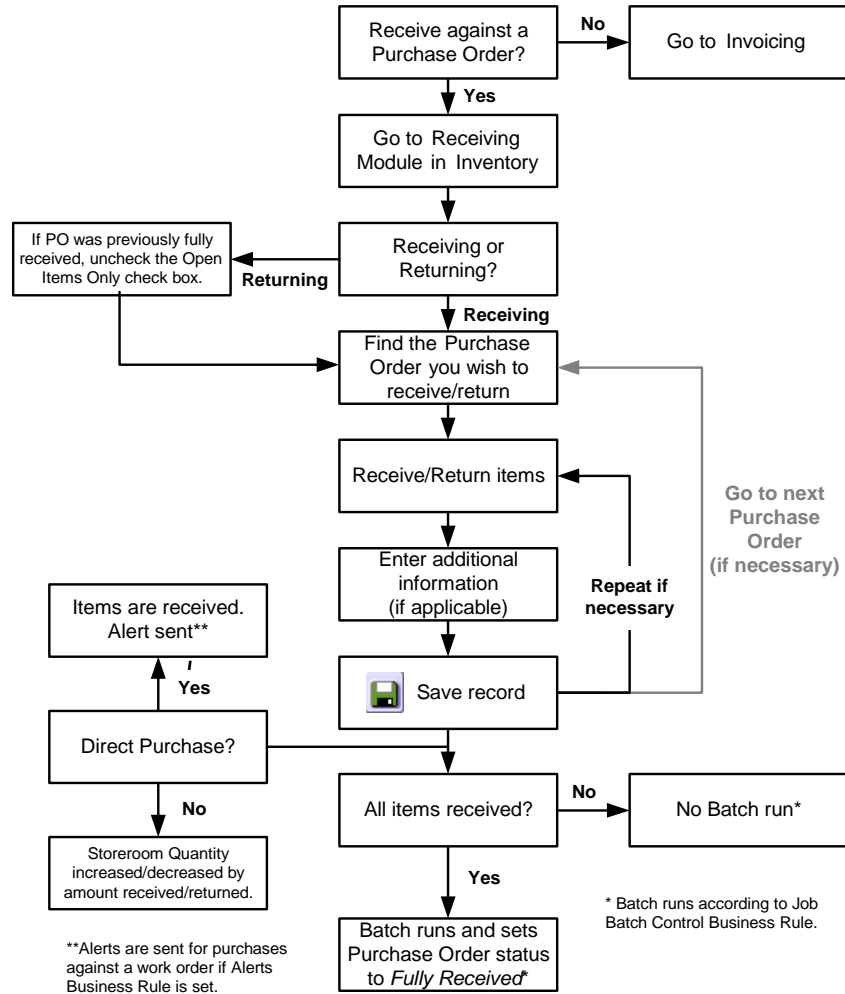 Receive against a
Purchase Order?
No
Go to Invoicing
Yes
Go to Receiving
Module in Inventory
If PO was previously fully
received, uncheck the Open
Items Only check box.
Returning
Receiving or
Returning?
Receiving
Find the Purchase
Order you wish to
receive/return
Receive/Return items
Go to next
Purchase
Order
(if necessary)
Enter additional
information
(if applicable)
Repeat if
necessary
Items are received.
Alert sent**
Yes
Save record
Direct Purchase?
No
All items received?
No
No Batch run*
Storeroom Quantity
increased/decreased by
amount received/returned.
Yes
* Batch runs according to Job
Batch Control Business Rule.
Batch runs and sets
Purchase Order status
to Fully Received*
**Alerts are sent for purchases
against a work order if Alerts
Business Rule is set.